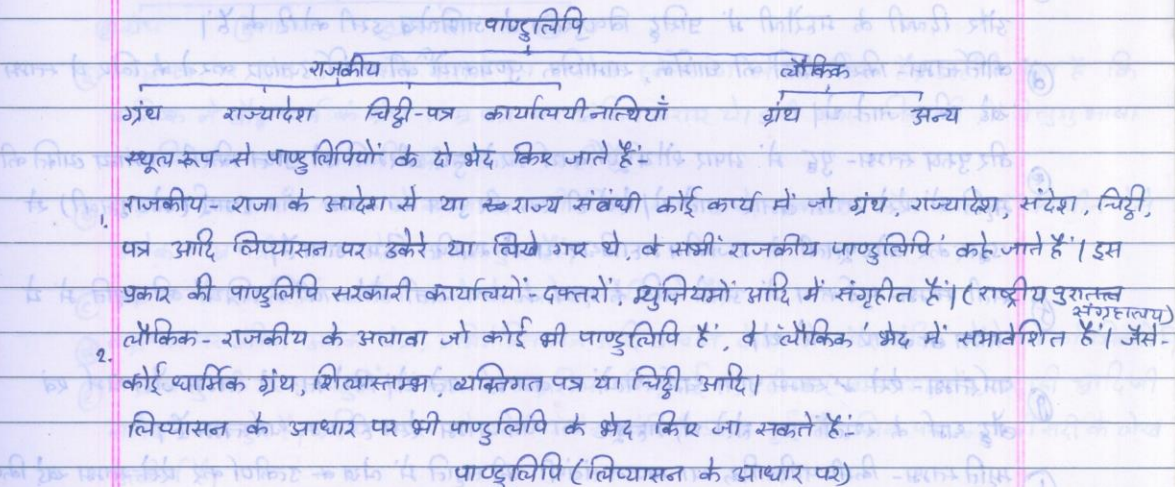 पाण्डुलिपि
राजकीय लौकिक
ग्रंथ राज्यादेश चिट्ठी-पत्र कार्यालयी नत्थियाँ ग्रंथ अन्य
स्थूल रूप से पाण्डुलिपियों के दो भेद किए जाते हैं-
1. राजकीय- राजा के आदेश से या राज्य संबंधी कोई कार्य में जो ग्रंथ, राज्यादेश, संदेश, चिट्ठी,
पत्र आदि लिप्यासन पर उकेरे या लिखे गए थे वे सभी राजकीय पाण्डुलिपि कहे जाते हैं। इस
प्रकार की पाण्डुलिपि सरकारी कार्यालयों, दफ्तरों, म्युजियमों आदि में संगृहीत हैं। (राष्ट्रीय पुरातत्व
संग्रहालय)
2. लौकिक- राजकीय के अलावा जो कोई भी पाण्डुलिपि हैं, वे लौकिक भेद में समावेशित हैं जैसे-
कोई धार्मिक ग्रंथ, शिलास्तम्भ, व्यक्तिगत पत्र या चिट्ठी आदि।
लिप्यासन के आधार पर भी पाण्डुलिपि के भेद किए जा सकते हैं:-
पाण्डुलिपि (लिप्यासन के आधार पर)